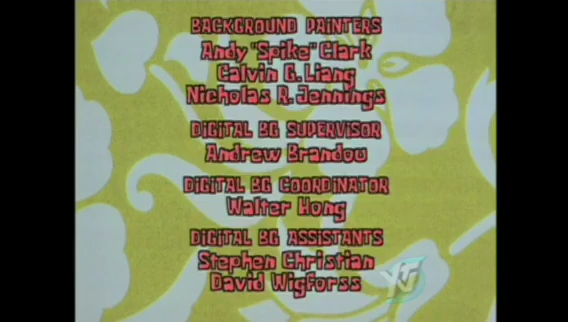 BACKGROUND PAINTERS
Andy "Spike" Clark
Calvin G. Liang
Nicholas R. Jennings
DIGITAL BG SUPERVISOR
Andrew Brandou
DIGITAL BG COORDINATOR
Walter Hong
DIGITAL BG ASSISTANTS
Stephen Christian
David Wigforss
YTV